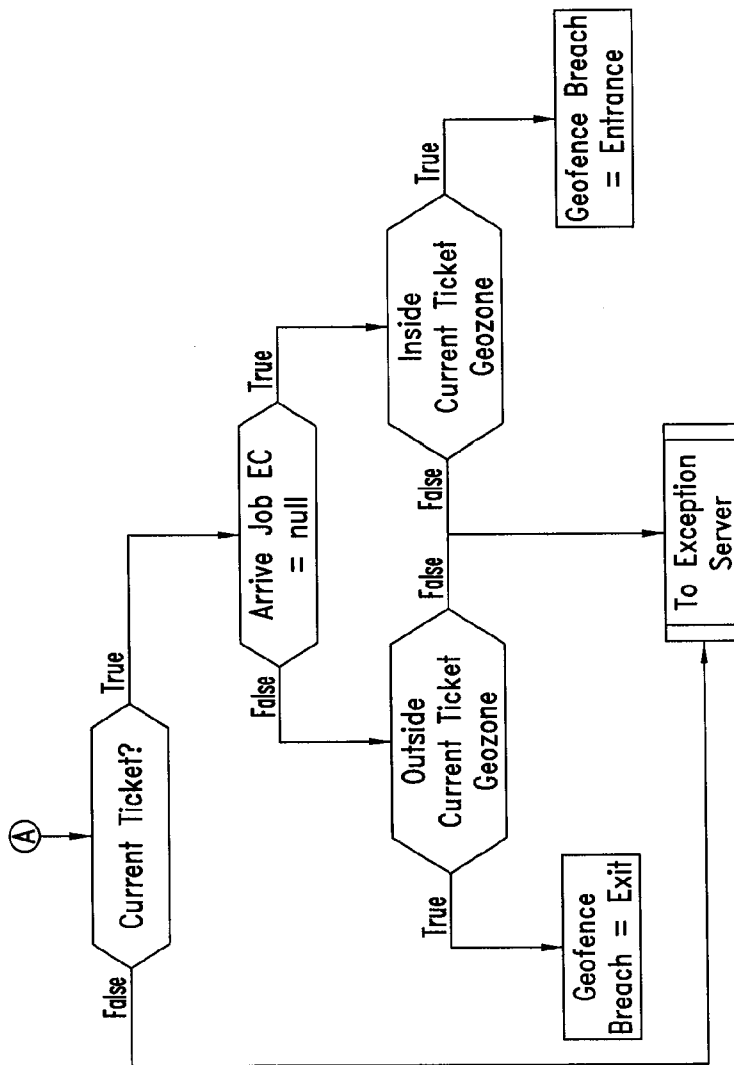 A
Current Ticket?
False
True
Arrive Job EC
= null
False
True
Outside
Current Ticket
Geozone
Inside
Current Ticket
Geozone
True
False
False
True
Geofence
Breach = Exit
Geofence Breach
= Entrance
To Exception
Server